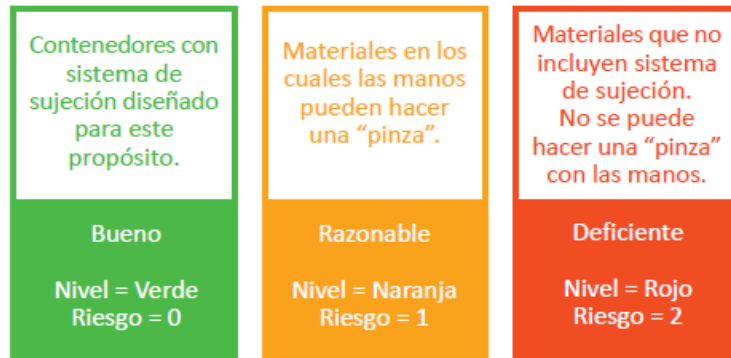 Contenedores con
sistema de
sujeción diseñado
para este
propósito.
Bueno
Nivel = Verde
Riesgo = 0
Materiales en los
cuales las manos
pueden hacer
una “pinza”.
Razonable
Nivel = Naranja
Riesgo = 1
Materiales que no
incluyen sistema
de sujeción.
No se puede
hacer una “pinza”
con las manos.
Deficiente
Nivel = Rojo
Riesgo = 2